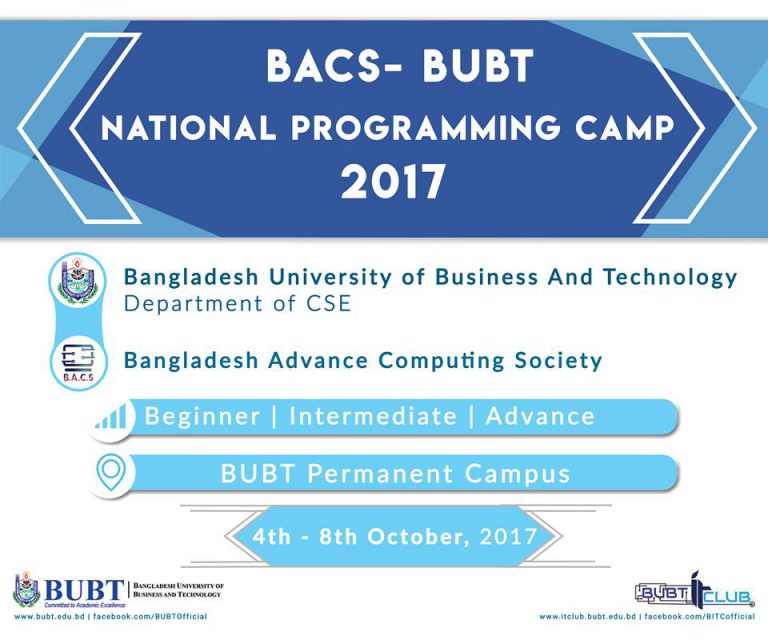 BACS- BUBT
NATIONAL PROGRAMMING CAMP
2017
Bangladesh University of Business And Technology
Department of CSE
B.A.C.S
Bangladesh Advance Computing Society
Beginner | Intermediate | Advance
BUBT Permanent Campus
4th - 8th October, 2017
BUBT
BANGLADESH UNIVERSITY OF
BUSINESS AND TECHNOLOGY
Committed to Academic Excellence
www.bubt.edu.bd | facebook.com/BUBTOfficial
BUBT IT CLUB
www.itclub.bubt.edu.bd | facebook.com/BITCofficial